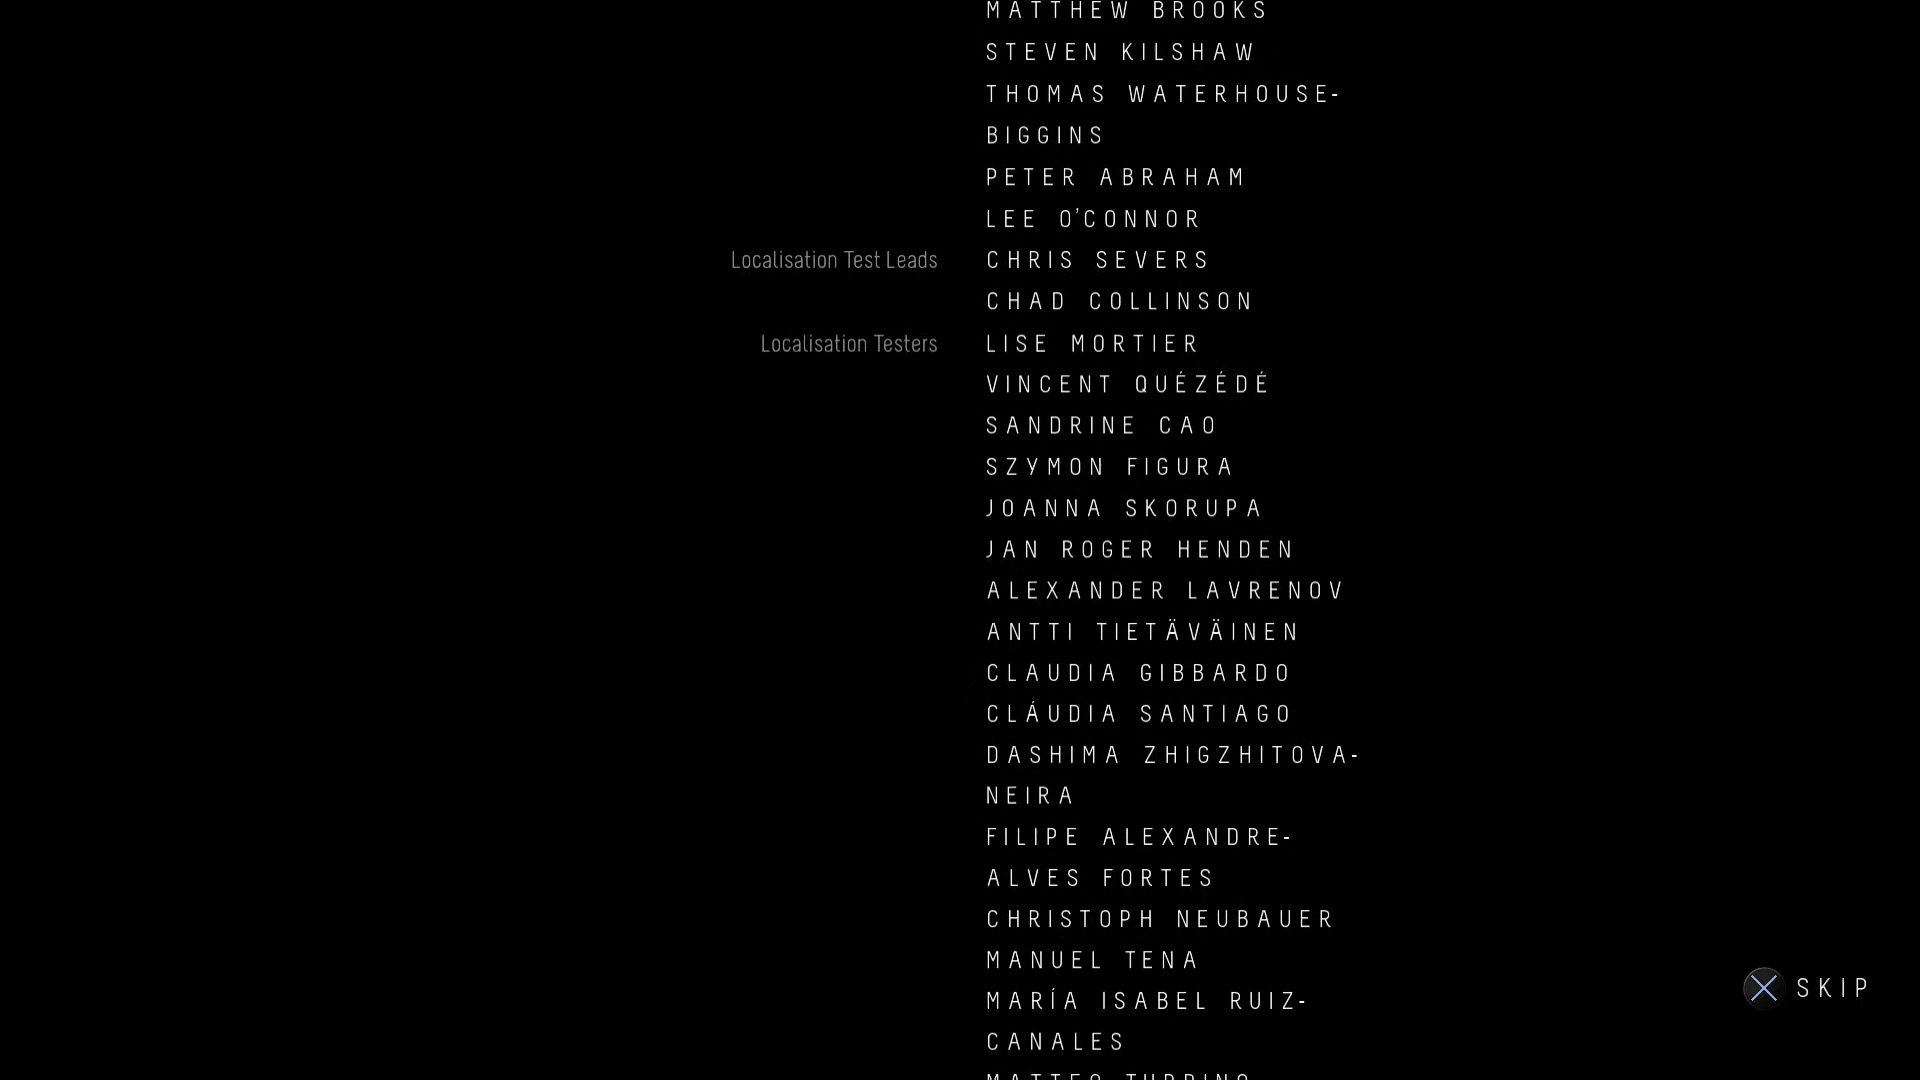 MATTHEW BROOKS
STEVEN KILSHAW
THOMAS WATERHOUSE-
BIGGINS
PETER ABRAHAM
LEE O'CONNOR
Localisation Test Leads CHRIS SEVERS
CHAD COLLINSON
Localisation Testers LISE MORTIER
VINCENT QUÉZÉDÉ
SANDRINE CAO
SZYMON FIGURA
JOANNA SKORUPA
JAN ROGER HENDEN
ALEXANDER LAVRENOV
ANTTI TIETÄVÄINEN
CLAUDIA GIBBARDO
CLÁUDIA SANTIAGO
DASHIMA ZHIGZHITOVA-
NEIRA
FILIPE ALEXANDRE-
ALVES FORTES
CHRISTOPH NEUBAUER
MANUEL TENA
MARÍA ISABEL RUIZ-
SKIP
CANALES
MATTEO